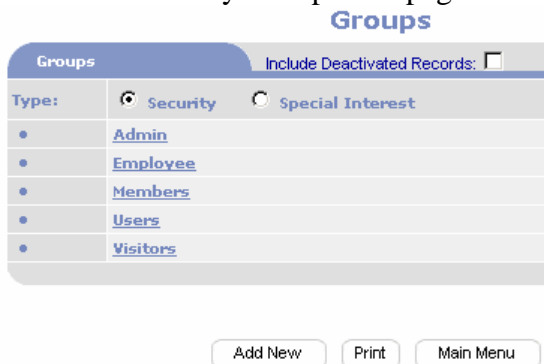 Groups
Groups Include Deactivated Records:
Type: Security Special Interest
Admin
Employee
Members
Users
Visitors
Add New Print Main Menu